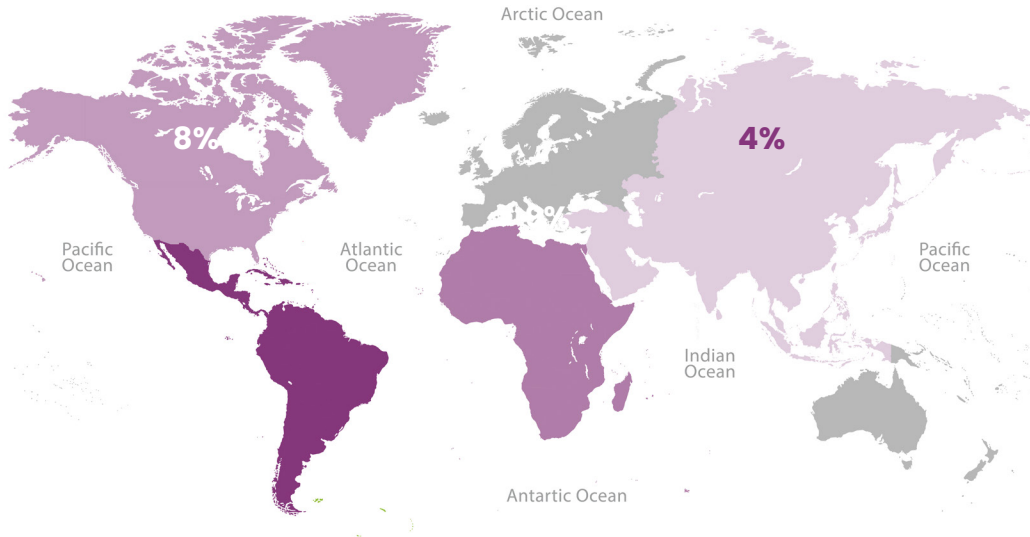 Arctic Ocean
8%
4%
Pacific
Ocean
Atlantic
Ocean
Pacific
Ocean
Indian
Ocean
Antartic Ocean